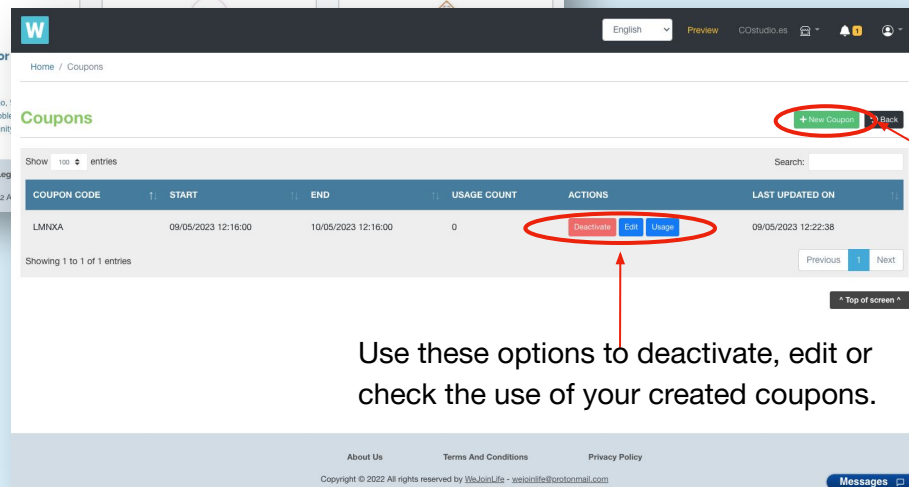 W
English
Preview
COstudio.es
1
Home / Coupons
Coupons
+ New Coupon
Back
Show 100 entries
Search:
COUPON CODE START END USAGE COUNT ACTIONS LAST UPDATED ON
LMNXA 09/05/2023 12:16:00 10/05/2023 12:16:00 0 Deactivate Edit Usage 09/05/2023 12:22:38
Showing 1 to 1 of 1 entries
Previous 1 Next
^ Top of screen ^
Use these options to deactivate, edit or
check the use of your created coupons.
About Us Terms And Conditions Privacy Policy
Copyright © 2022 All rights reserved by WeJoinLife - wejoinlife@protonmail.com
Messages